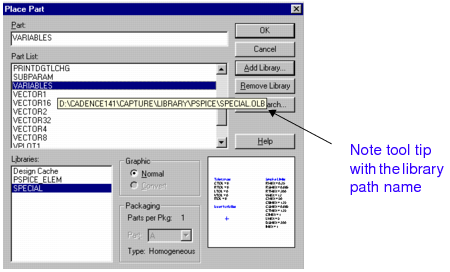 Place Part
Part:
VARIABLES
OK
Cancel
Part List:
PRINTDGTLCHG
SUBPARAM
VARIABLES
VECTOR1
VECTOR16
VECTOR2
VECTOR32
VECTOR4
VECTOR8
VPLOT1
D:\CADENCE141\CAPTURE\LIBRARY\PSPICE\SPECIAL.OLB
Add Library...
Remove Library
arch...
Help
Note tool tip
with the library
path name
Libraries:
Design Cache
PSPICE_ELEM
SPECIAL
Graphic
Normal
Convert
Packaging
Parts per Pkg: 1
Part: A
Type: Homogeneous